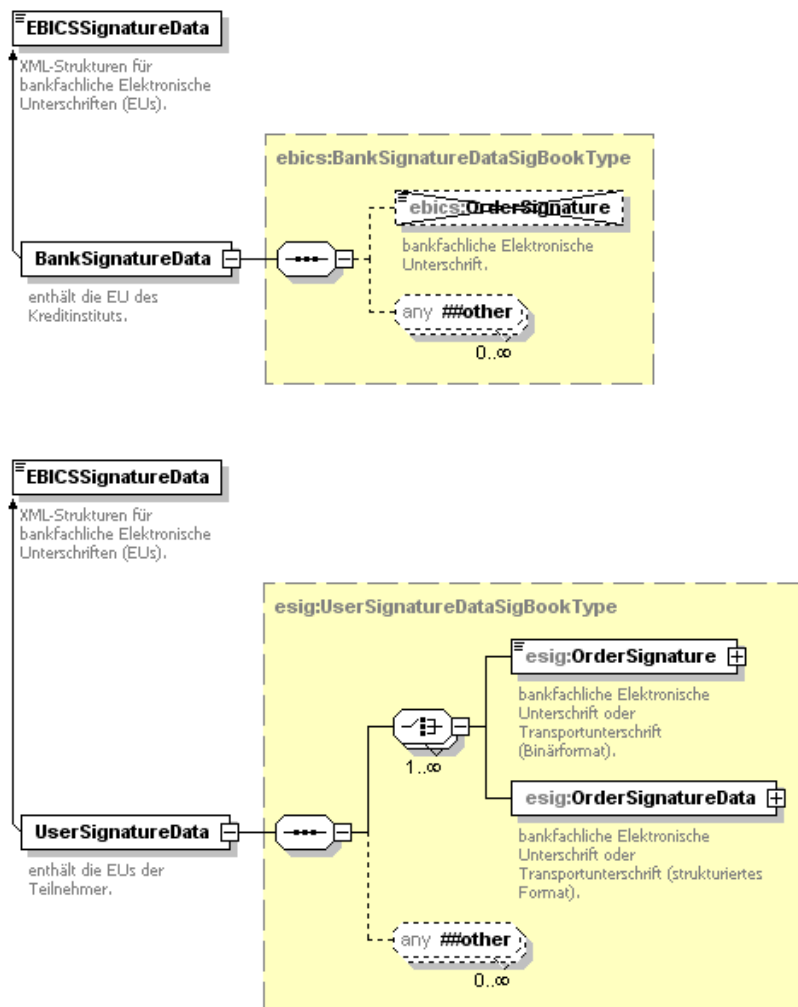 EBICSSignatureData
XML-Strukturen für
bankfachliche Elektronische
Unterschriften (EUs).
ebics:BankSignatureDataSigBookType
ebics:OrderSignature
bankfachliche Elektronische
Unterschrift.
BankSignatureData
enthält die EU des
Kreditinstituts.
any ##other
0..∞
EBICSSignatureData
XML-Strukturen für
bankfachliche Elektronische
Unterschriften (EUs).
esig:UserSignatureDataSigBookType
esig:OrderSignature
bankfachliche Elektronische
Unterschrift oder
Transportunterschrift
(Binärformat).
1..∞
esig:OrderSignatureData
bankfachliche Elektronische
Unterschrift oder
Transportunterschrift (strukturiertes
Format).
UserSignatureData
enthält die EUs der
Teilnehmer.
any ##other
0..∞